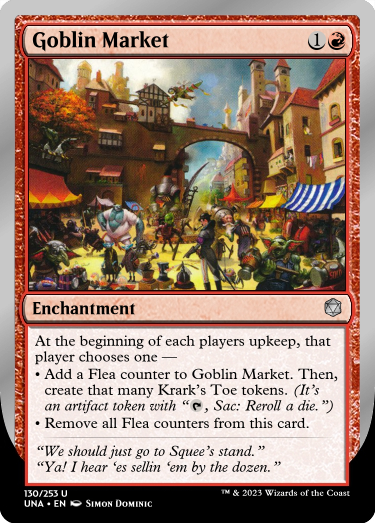 Goblin Market 1
Enchantment
At the beginning of each players upkeep, that
player chooses one —
• Add a Flea counter to Goblin Market. Then,
create that many Krark's Toe tokens. (It's
an artifact token with “, Sac: Reroll a die.”)
• Remove all Flea counters from this card.
“We should just go to Squee's stand.”
“Ya! I hear ‘es sellin ‘em by the dozen.”
130/253 U
™ & 2023 Wizards of the Coast
UNA • EN Simon Dominic